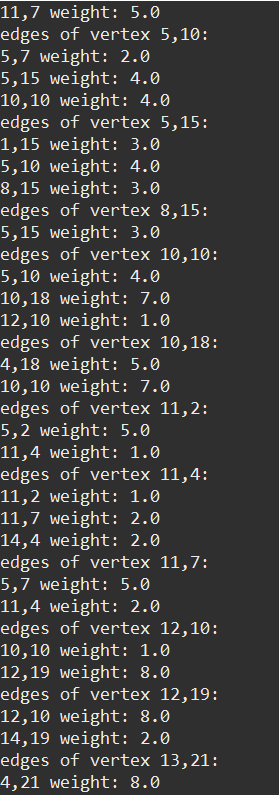 11,7 weight: 5.0
edges of vertex 5,10:
5,7 weight: 2.0
5,15 weight: 4.0
10,10 weight: 4.0
edges of vertex 5,15:
1,15 weight: 3.0
5,10 weight: 4.0
8,15 weight: 3.0
edges of vertex 8,15:
5,15 weight: 3.0
edges of vertex 10,10:
5,10 weight: 4.0
10,18 weight: 7.0
12,10 weight: 1.0
edges of vertex 10,18:
4,18 weight: 5.0
10,10 weight: 7.0
edges of vertex 11,2:
5,2 weight: 5.0
11,4 weight: 1.0
edges of vertex 11,4:
11,2 weight: 1.0
11,7 weight: 2.0
14,4 weight: 2.0
edges of vertex 11,7:
5,7 weight: 5.0
11,4 weight: 2.0
edges of vertex 12,10:
10,10 weight: 1.0
12,19 weight: 8.0
edges of vertex 12,19:
12,10 weight: 8.0
14,19 weight: 2.0
edges of vertex 13,21:
4,21 weight: 8.0